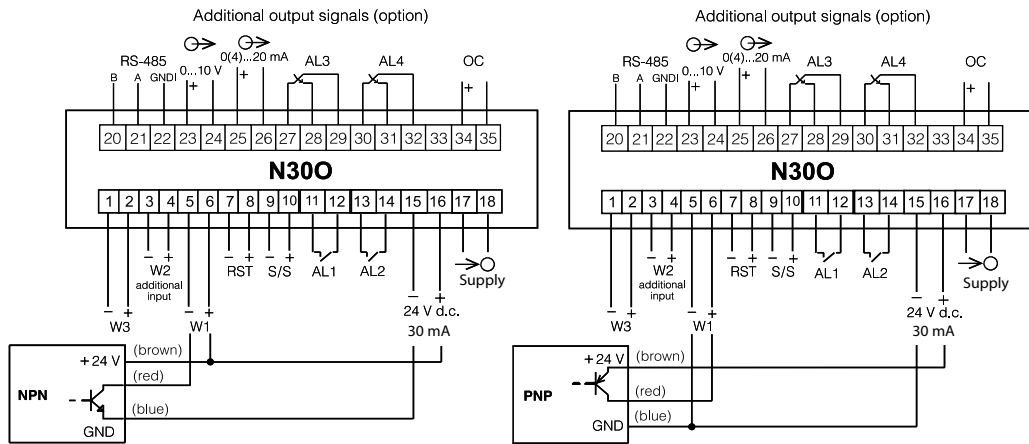 Additional output signals (option)
RS-485
B A GNDI
0...10 V
+
0(4)...20 mA
+
AL3
AL4
OC
+
20 21 22 23 24 25 26 27 28 29 30 31 32 33 34 35
N30O
1 2 3 4 5 6 7 8 9 10 11 12 13 14 15 16 17 18
− + − + − + − +
W2
additional
input
RST
S/S
AL1
AL2
Supply
− + − + − +
W3
W1
24 V d.c.
30 mA
+ 24 V
(brown)
(red)
NPN
(blue)
GND
Additional output signals (option)
RS-485
B A GNDI
0...10 V
+
0(4)...20 mA
+
AL3
AL4
OC
+
20 21 22 23 24 25 26 27 28 29 30 31 32 33 34 35
N30O
1 2 3 4 5 6 7 8 9 10 11 12 13 14 15 16 17 18
− + − + − + − +
W2
additional
input
RST
S/S
AL1
AL2
Supply
− + − + − +
W3
W1
24 V d.c.
30 mA
+ 24 V
(brown)
PNP
(red)
(blue)
GND